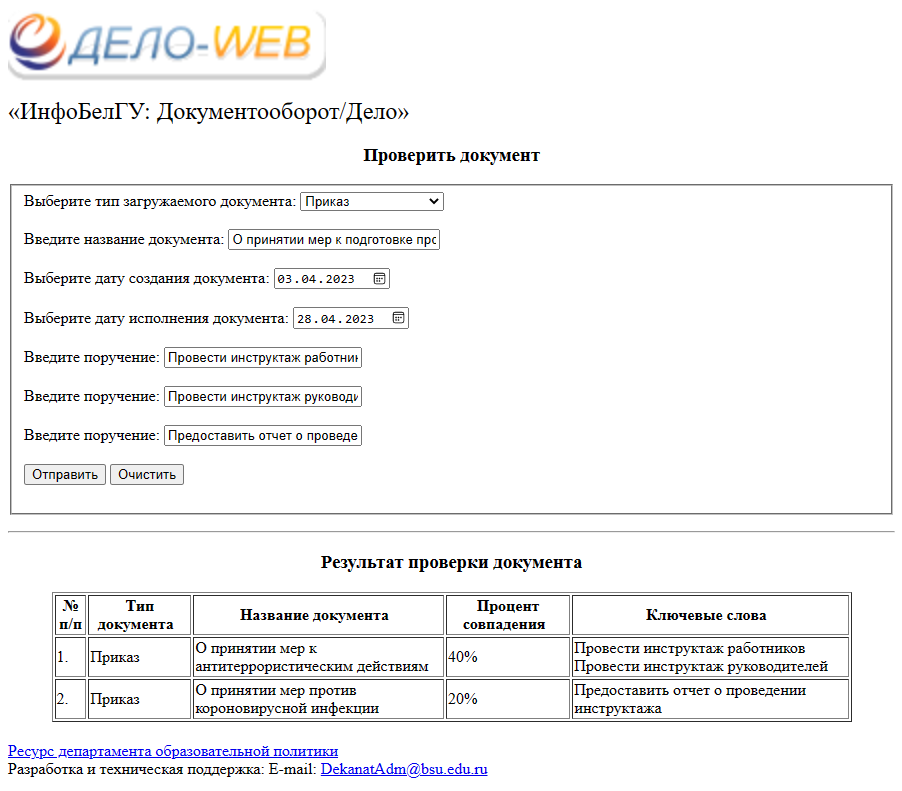 ДЕЛО-WEB
«ИнфоБелГУ: Документооборот/Дело»
Проверить документ
Выберите тип загружаемого документа: Приказ
Введите название документа: О принятии мер к подготовке про
Выберите дату создания документа: 03.04.2023
Выберите дату исполнения документа: 28.04.2023
Введите поручение: Провести инструктаж работник
Введите поручение: Провести инструктаж руководи
Введите поручение: Предоставить отчет о проведе
Отправить Очистить
Результат проверки документа
№ п/п Тип документа Название документа Процент совпадения Ключевые слова
1. Приказ О принятии мер к антитеррористическим действиям 40% Провести инструктаж работников Провести инструктаж руководителей
2. Приказ О принятии мер против короновирусной инфекции 20% Предоставить отчет о проведении инструктажа
Ресурс департамента образовательной политики
Разработка и техническая поддержка: E-mail: DekanatAdm@bsu.edu.ru